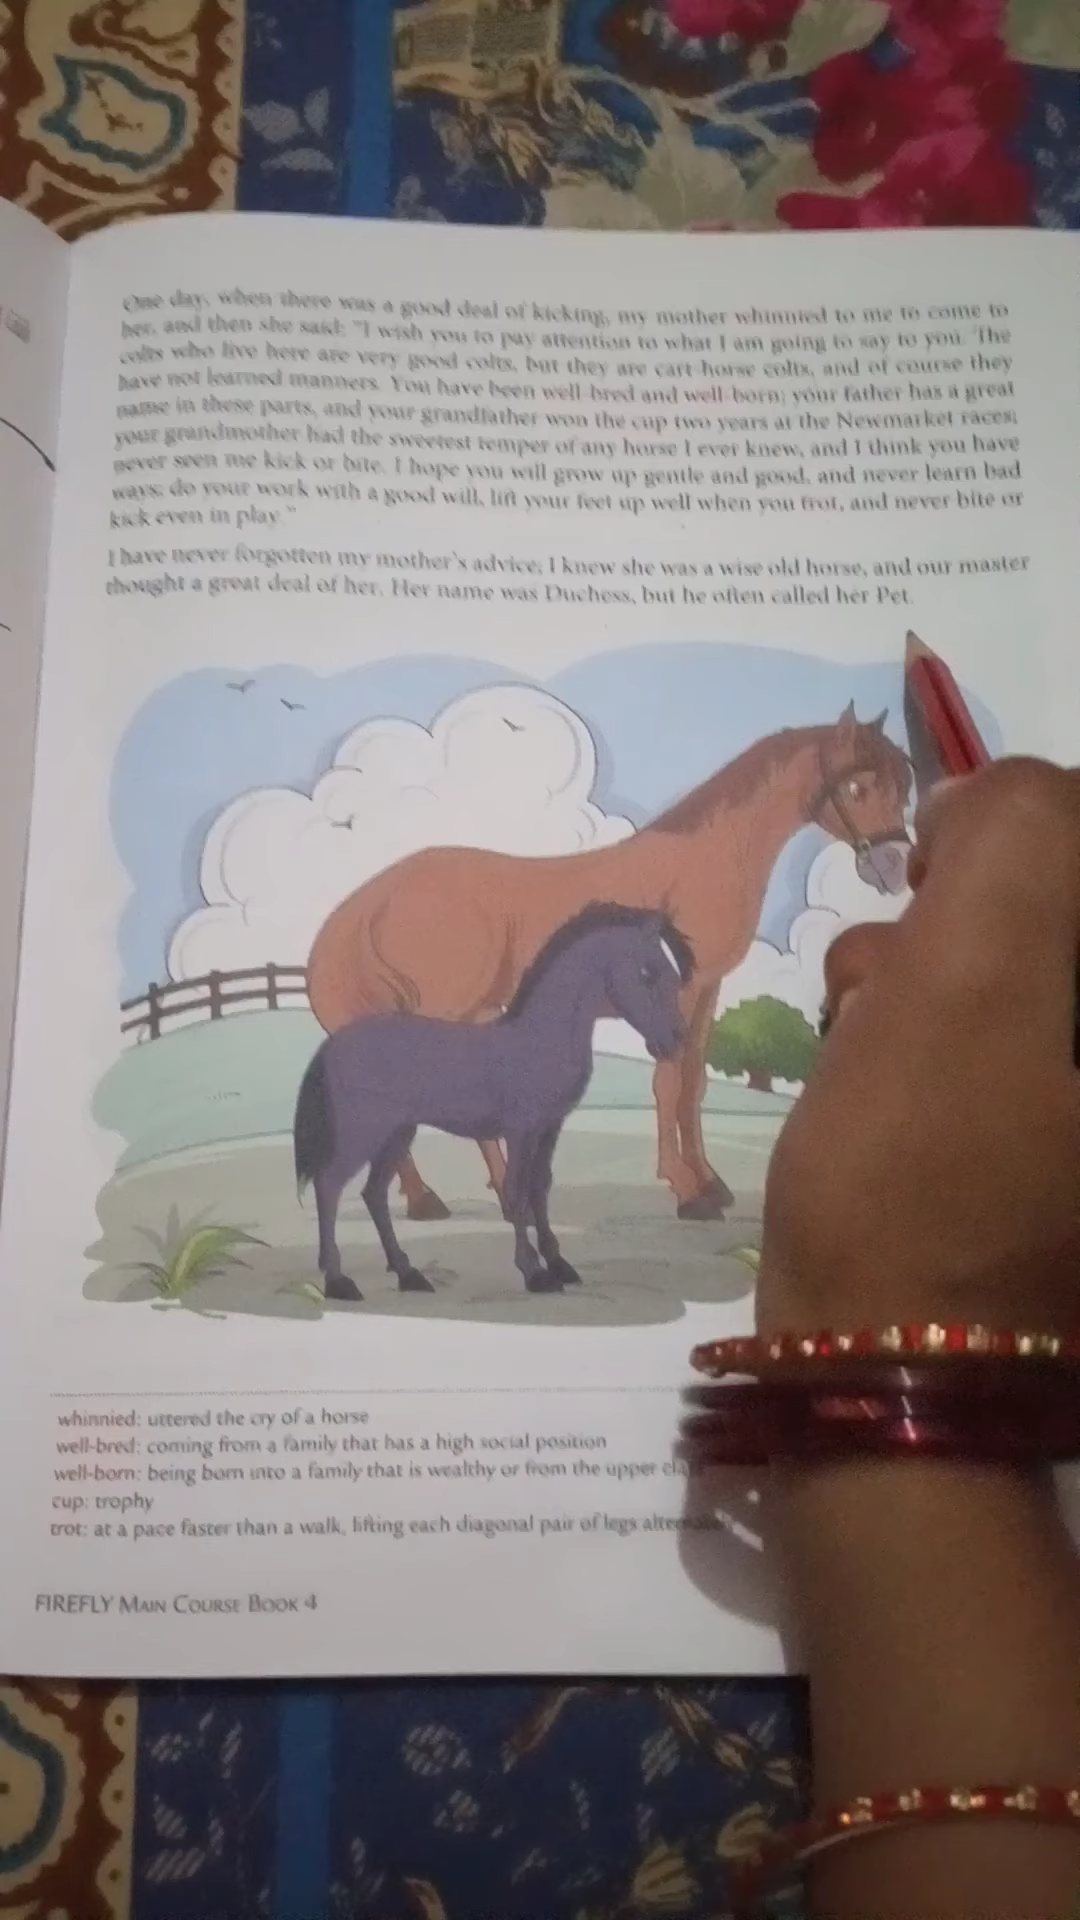 One day, when there was a good deal of kicking, my mother whinnied to me to come to
her, and then she said: "I wish you to pay attention to what I am going to say to you. The
colts who live here are very good colts, but they are cart-horse colts, and of course they
have not learned manners. You have been well-bred and well-born; your father has a great
name in these parts, and your grandfather won the cup two years at the Newmarket races;
your grandmother had the sweetest temper of any horse I ever knew, and I think you have
never seen me kick or bite. I hope you will grow up gentle and good, and never learn bad
ways; do your work with a good will, lift your feet up well when you trot, and never bite or
kick even in play."
I have never forgotten my mother's advice; I knew she was a wise old horse, and our master
thought a great deal of her. Her name was Duchess, but he often called her Pet.
whinnied: uttered the cry of a horse
well-bred: coming from a family that has a high social position
well-born: being born into a family that is wealthy or from the upper
cup: trophy
trot: at a pace faster than a walk, lifting each diagonal pair of legs
FIREFLY MAIN COURSE BOOK 4